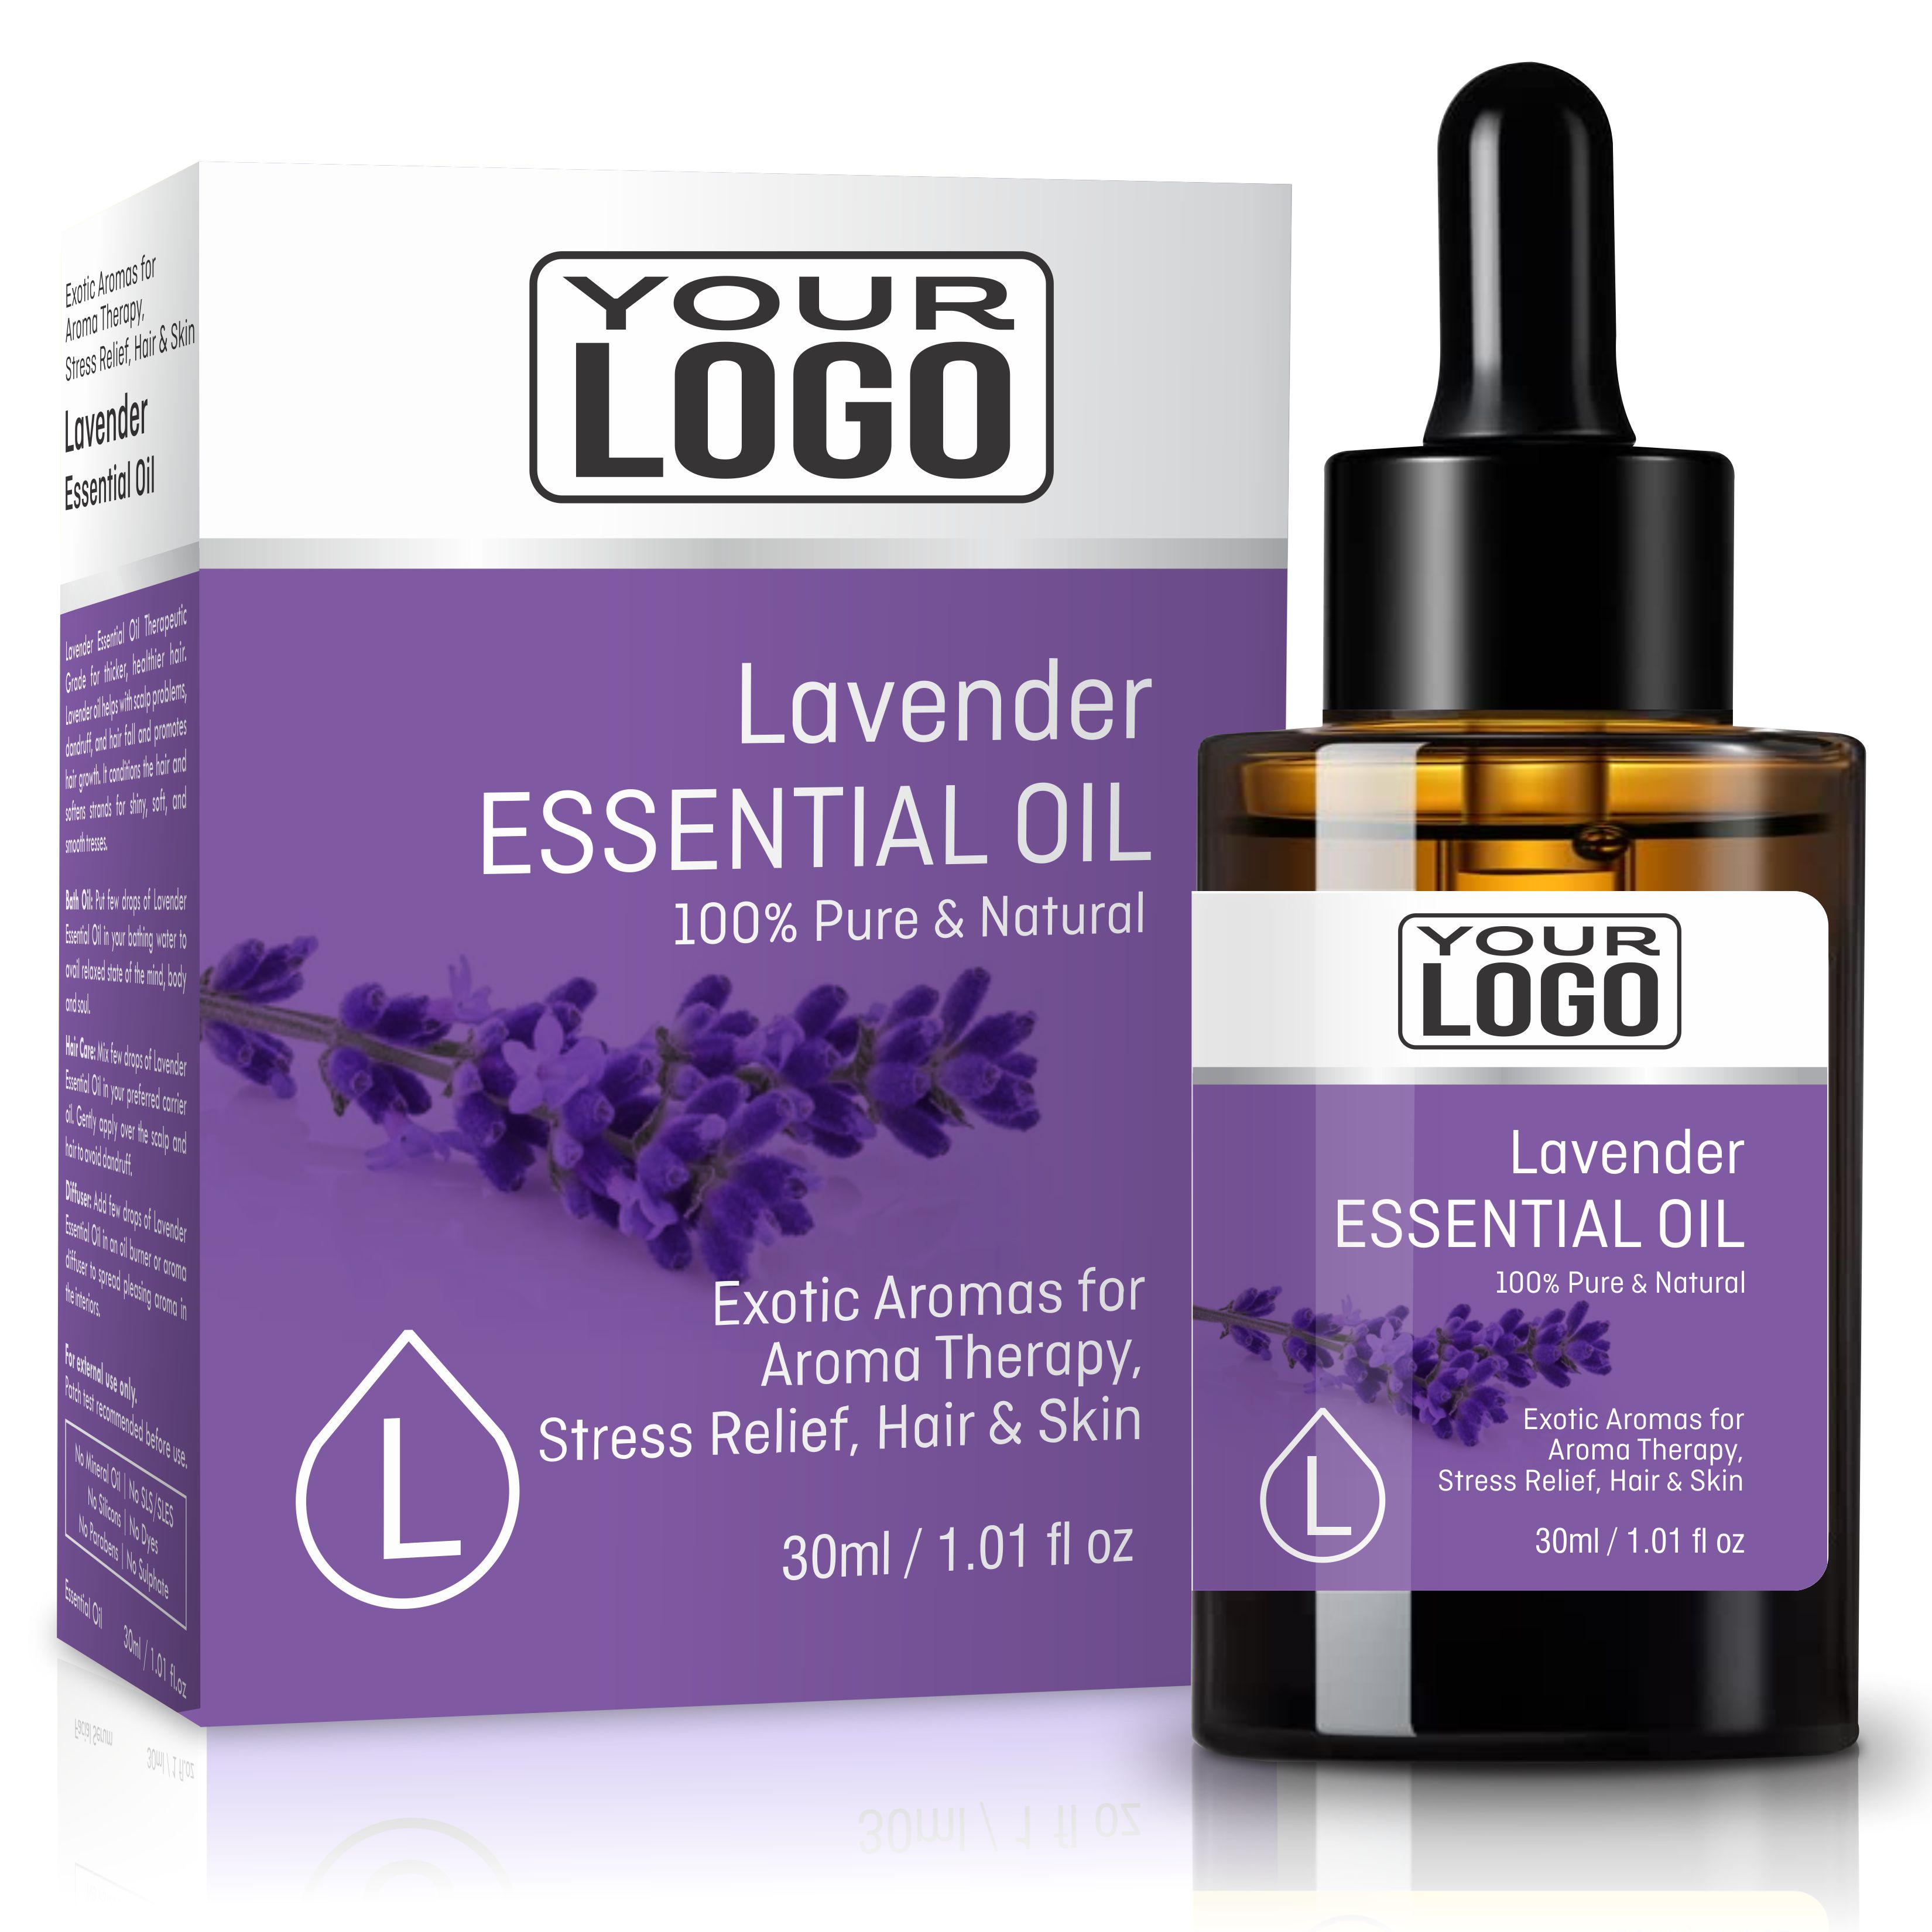 Exotic Aromas for
Aroma Therapy,
Stress Relief, Hair & Skin
Lavender
Essential Oil
Lavender Essential Oil Therapeutic
Grade for thicker, healthier hair.
Lavender oil helps with scalp problems,
dandruff, and hair fall and promotes
hair growth. It conditions the hair and
softens strands for shiny, soft, and
smooth tresses.
Bath Oil: Put few drops of Lavender
Essential Oil in your bathing water to
avail relaxed state of the mind, body
and soul.
Hair Care: Mix few drops of Lavender
Essential Oil in your preferred carrier
oil. Gently apply over the scalp and
hair to avoid dandruff.
Diffuser: Add few drops of Lavender
Essential Oil in an oil burner or aroma
diffuser to spread pleasing aroma in
the interiors.
For external use only.
Patch test recommended before use.
No Mineral Oil | No SLS/SLES
No Silicons | No Dyes
No Parabens | No Sulphate
Essential Oil 30ml / 1.01 fl.oz
YOUR
LOGO
Lavender
ESSENTIAL OIL
100% Pure & Natural
Exotic Aromas for
Aroma Therapy,
Stress Relief, Hair & Skin
L
30ml / 1.01 fl oz
YOUR
LOGO
Lavender
ESSENTIAL OIL
100% Pure & Natural
Exotic Aromas for
Aroma Therapy,
Stress Relief, Hair & Skin
L
30ml / 1.01 fl oz
Facial Serum 30ml / 1 fl.oz
30ml / 1 fl oz